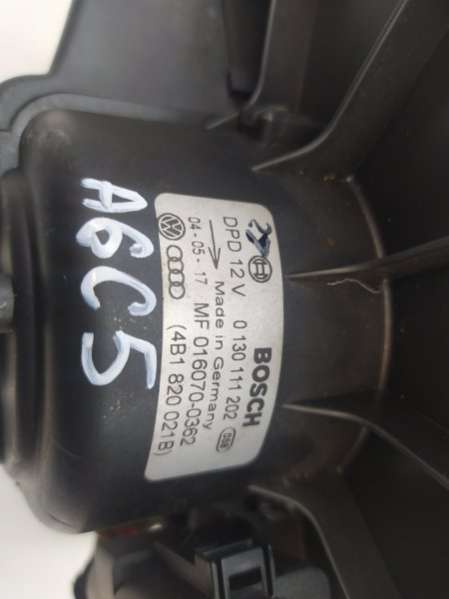 A6C5
BOSCH
DPD 12 V 0 130 111 202
Made in Germany
04-05-17 MF 016070-0362
(4B1 820 021B)